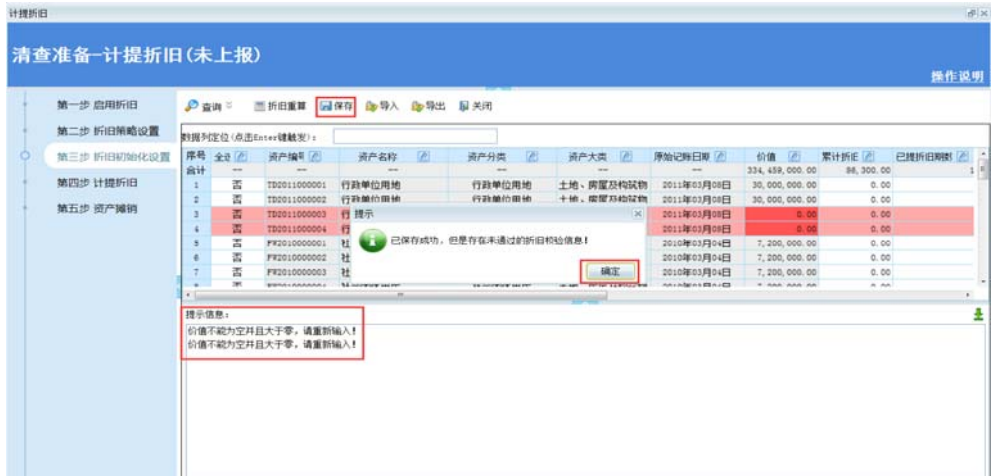 计提折旧
清查准备-计提折旧(未上报)
操作说明
第一步 启用折旧
第二步 折旧策略设置
第三步 折旧初始化设置
第四步 计提折旧
第五步 资产摊销
查询 折旧重算 保存 导入 导出 关闭
数据列定位(点击Enter键触发):
序号 全选 资产编号 资产名称 资产分类 资产大类 原始记账日期 价值 累计折旧 已提折旧期数
合计 -- -- -- -- -- -- 334, 459, 000. 00 86, 300. 00 1
1 否 TD2011000001 行政单位用地 行政单位用地 土地、房屋及构筑物 2011年03月08日 30, 000, 000. 00 0. 00
2 否 TD2011000002 行政单位用地 行政单位用地 土地、房屋及构筑物 2011年03月08日 30, 000, 000. 00 0. 00
3 否 TD2011000003 行 2011年03月08日 0. 00 0. 00
4 否 TD2011000004 行 2011年03月08日 0. 00 0. 00
5 否 FW2010000001 社 2010年03月04日 7, 200, 000. 00 0. 00
6 否 FW2010000002 社 2010年03月04日 7, 200, 000. 00 0. 00
7 否 FW2010000003 社 2010年03月04日 7, 200, 000. 00 0. 00
提示
已保存成功，但是存在未通过的折旧校验信息!
确定
提示信息:
价值不能为空并且大于零，请重新输入!
价值不能为空并且大于零，请重新输入!